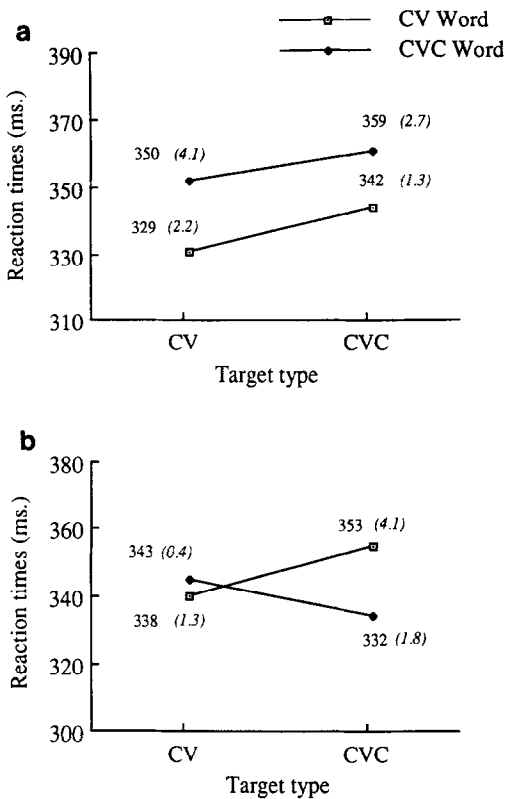 a
CV Word
CVC Word
390
370
350
330
310
Reaction times (ms.)
350 (4.1)
359 (2.7)
329 (2.2)
342 (1.3)
CV CVC
Target type
b
380
360
340
320
300
Reaction times (ms.)
343 (0.4)
353 (4.1)
338 (1.3)
332 (1.8)
CV CVC
Target type